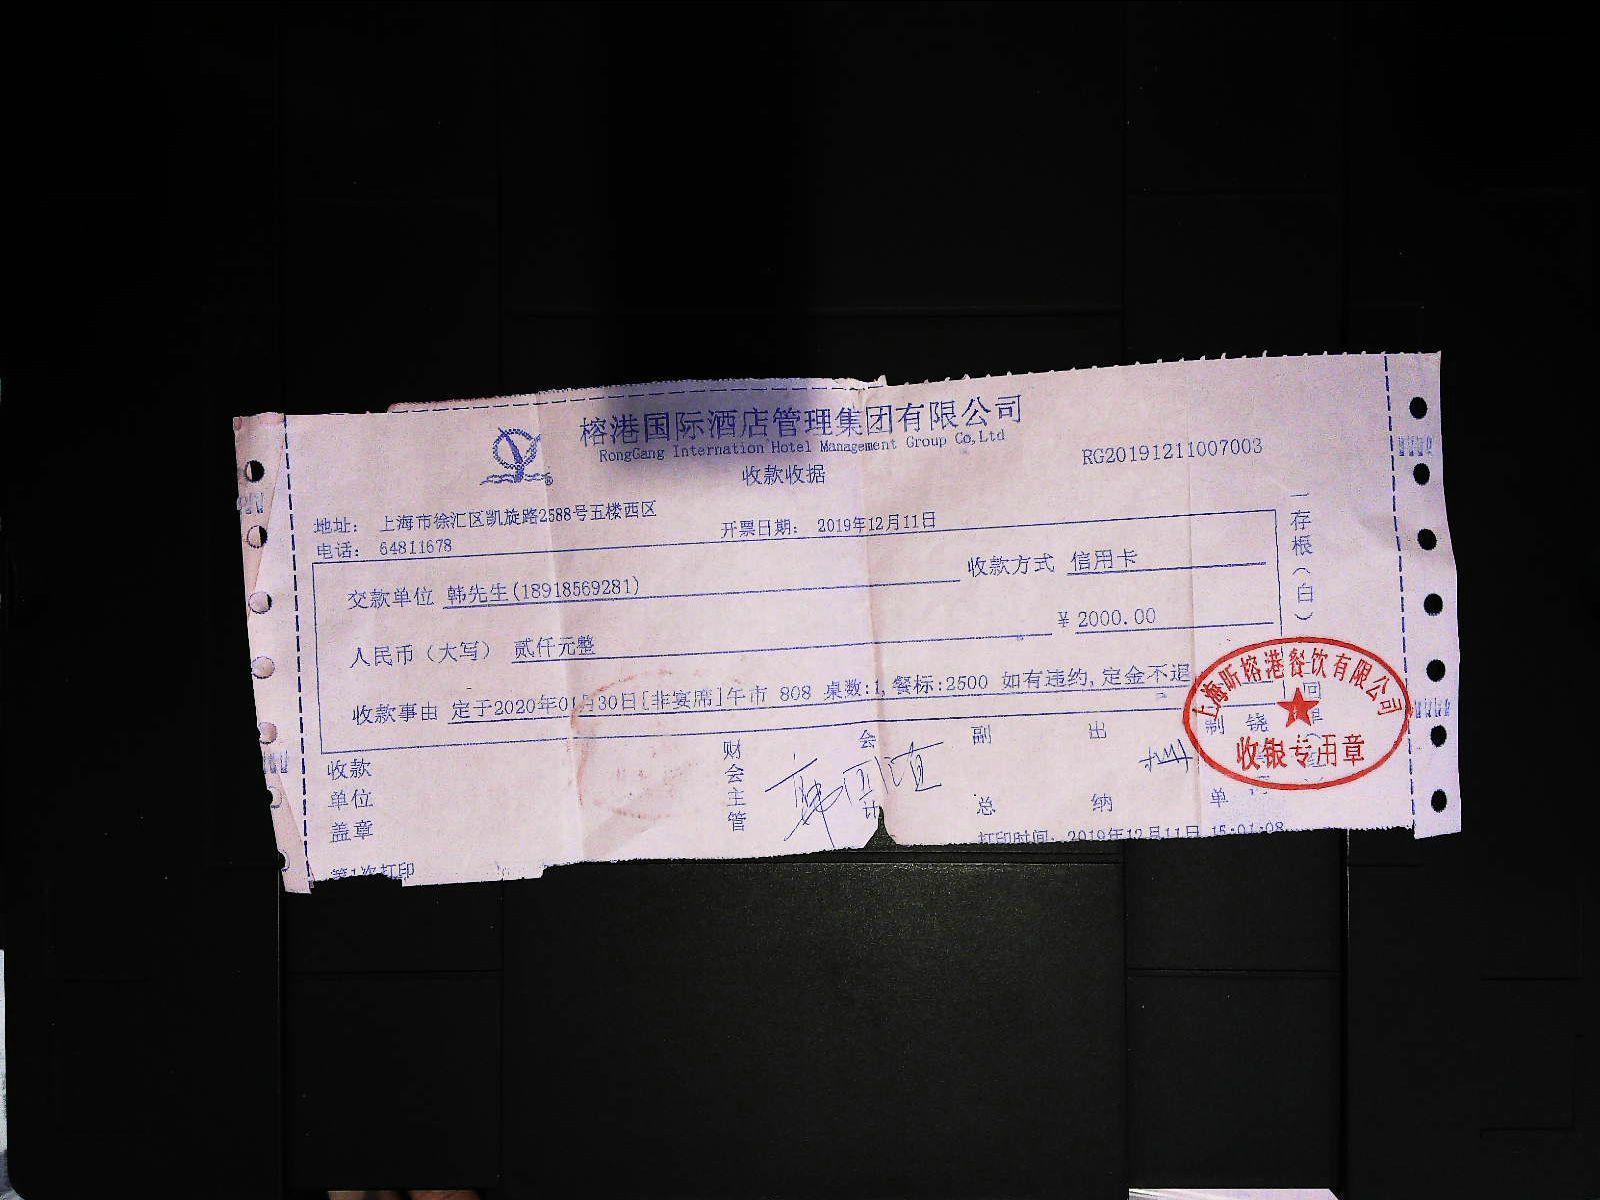 榕港国际酒店管理集团有限公司
RongGang Internation Hotel Management Group Co,Ltd
收款收据
RG20191211007003
地址： 上海市徐汇区凯旋路2588号五楼西区
电话： 64811678
开票日期： 2019年12月11日
交款单位 韩先生(18918569281)
收款方式 信用卡
人民币（大写） 贰仟元整
￥ 2000.00
收款事由 定于2020年01月30日[非宴席]午市 808 桌数:1,餐标:2500 如有违约,定金不退
一存根（白）
收款单位盖章
财会主管
会计
副总
出纳
制单
上海昕榕港餐饮有限公司
收银专用章
第1次打印
打印时间：2019年12月11日 15:01:08